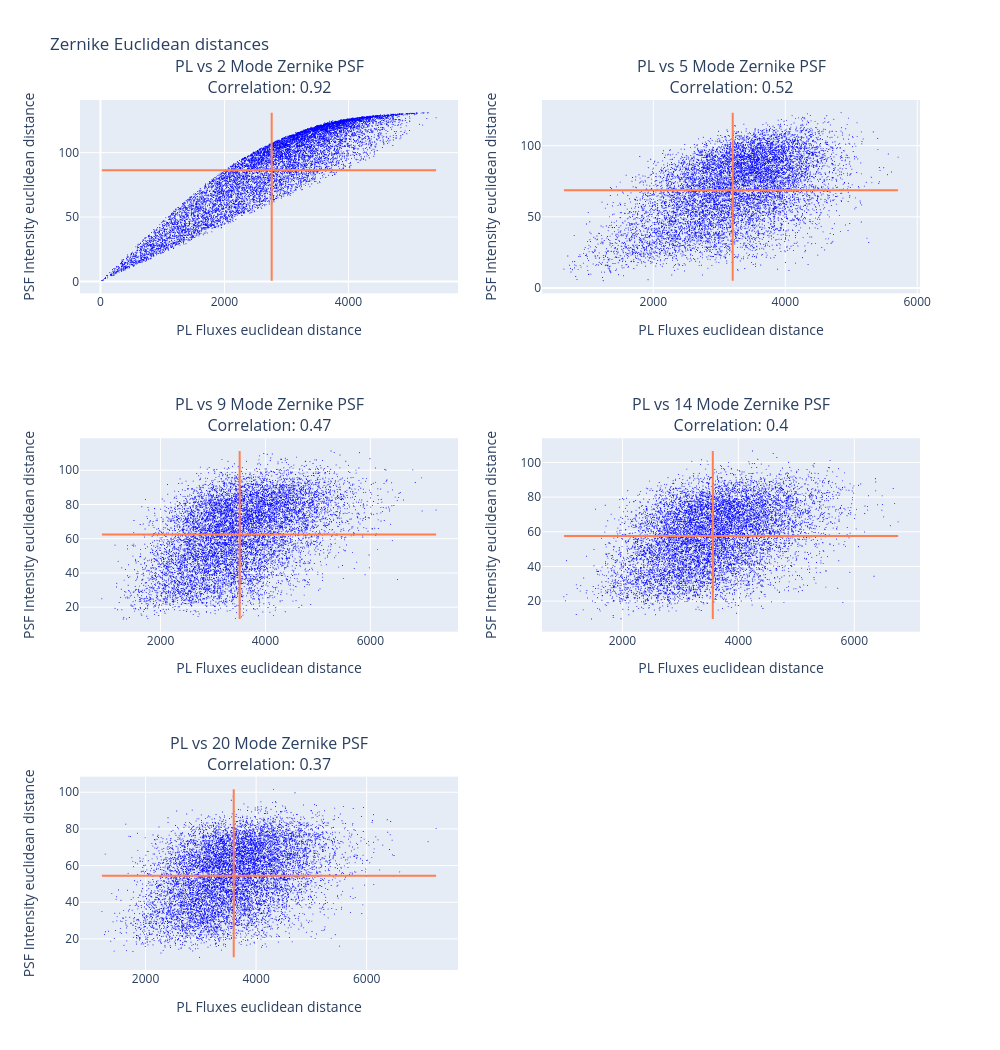 Zernike Euclidean distances
PL vs 2 Mode Zernike PSF
Correlation: 0.92
PSF Intensity euclidean distance
100
50
0
0
2000
4000
PL Fluxes euclidean distance
PL vs 5 Mode Zernike PSF
Correlation: 0.52
PSF Intensity euclidean distance
100
50
0
2000
4000
6000
PL Fluxes euclidean distance
PL vs 9 Mode Zernike PSF
Correlation: 0.47
PSF Intensity euclidean distance
100
80
60
40
20
2000
4000
6000
PL Fluxes euclidean distance
PL vs 14 Mode Zernike PSF
Correlation: 0.4
PSF Intensity euclidean distance
100
80
60
40
20
2000
4000
6000
PL Fluxes euclidean distance
PL vs 20 Mode Zernike PSF
Correlation: 0.37
PSF Intensity euclidean distance
100
80
60
40
20
2000
4000
6000
PL Fluxes euclidean distance